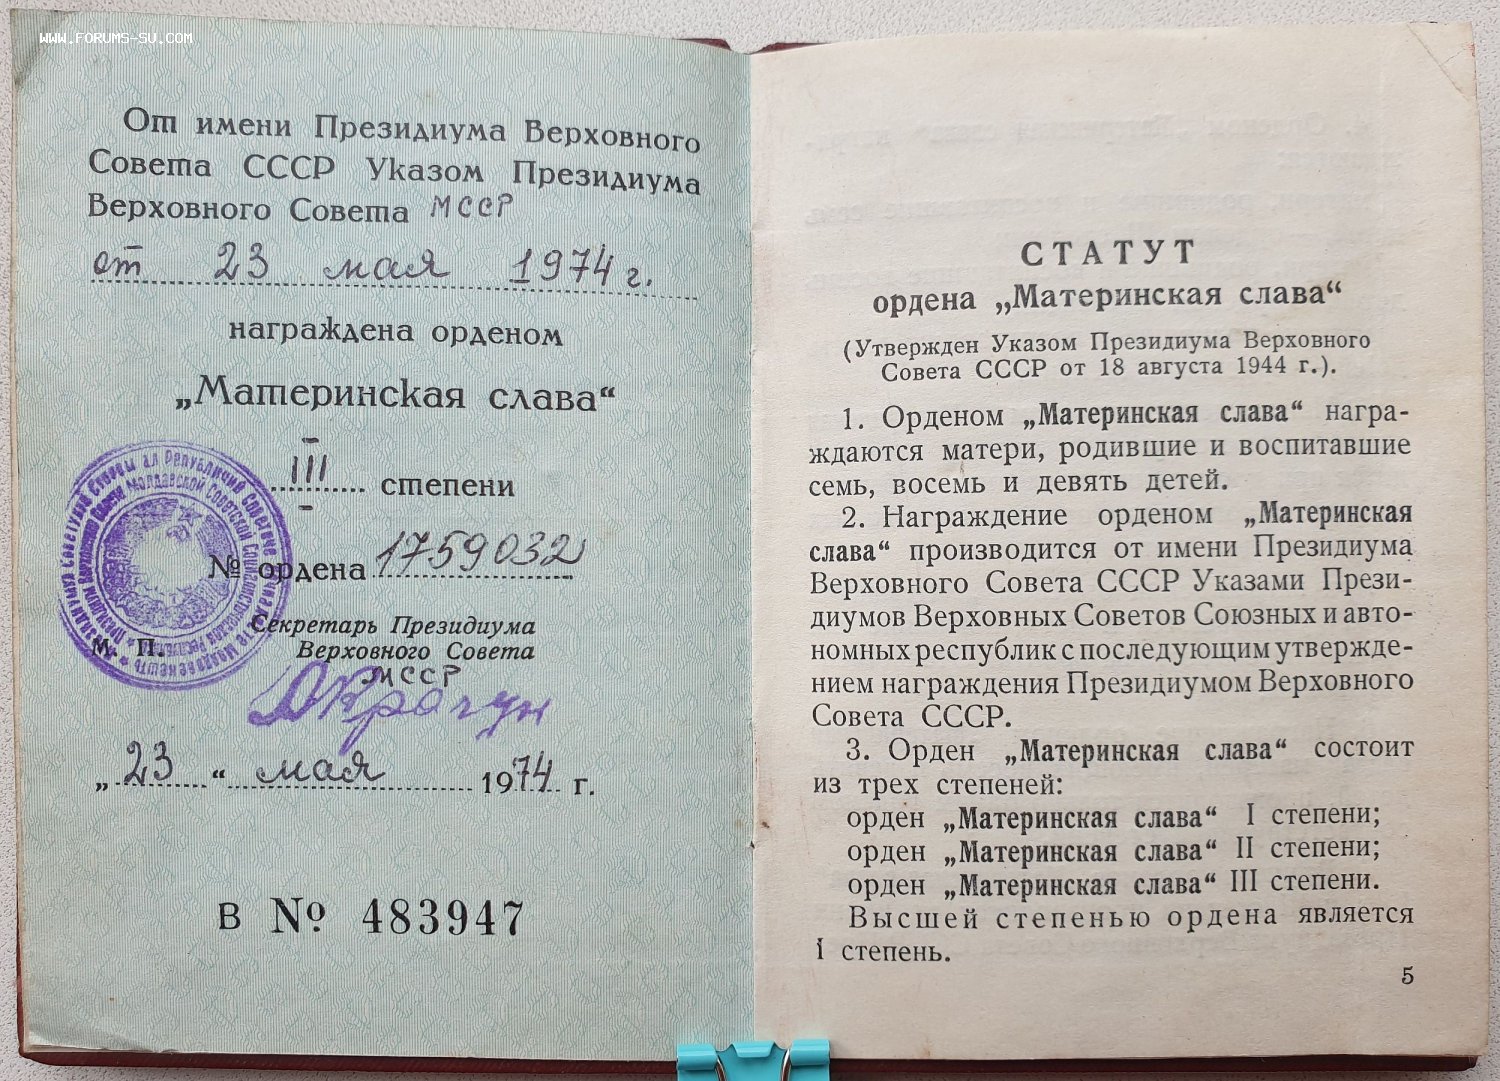 WWW.FORUMS-SU.COM
От имени Президиума Верховного
Совета СССР Указом Президиума
Верховного Совета МССР
от 23 мая 1974 г.
награждена орденом
„Материнская слава“
III степени
№ ордена 1759032
Секретарь Президиума
Верховного Совета
МССР
М. П.
„23“ мая 1974 г.
В № 483947
СТАТУТ
ордена „Материнская слава“
(Утвержден Указом Президиума Верховного
Совета СССР от 18 августа 1944 г.).
1. Орденом „Материнская слава“ награ-
ждаются матери, родившие и воспитавшие
семь, восемь и девять детей.
2. Награждение орденом „Материнская
слава“ производится от имени Президиума
Верховного Совета СССР Указами Прези-
диумов Верховных Советов Союзных и авто-
номных республик с последующим утвержде-
нием награждения Президиумом Верховного
Совета СССР.
3. Орден „Материнская слава“ состоит
из трех степеней:
орден „Материнская слава“ I степени;
орден „Материнская слава“ II степени;
орден „Материнская слава“ III степени.
Высшей степенью ордена является
I степень.
5